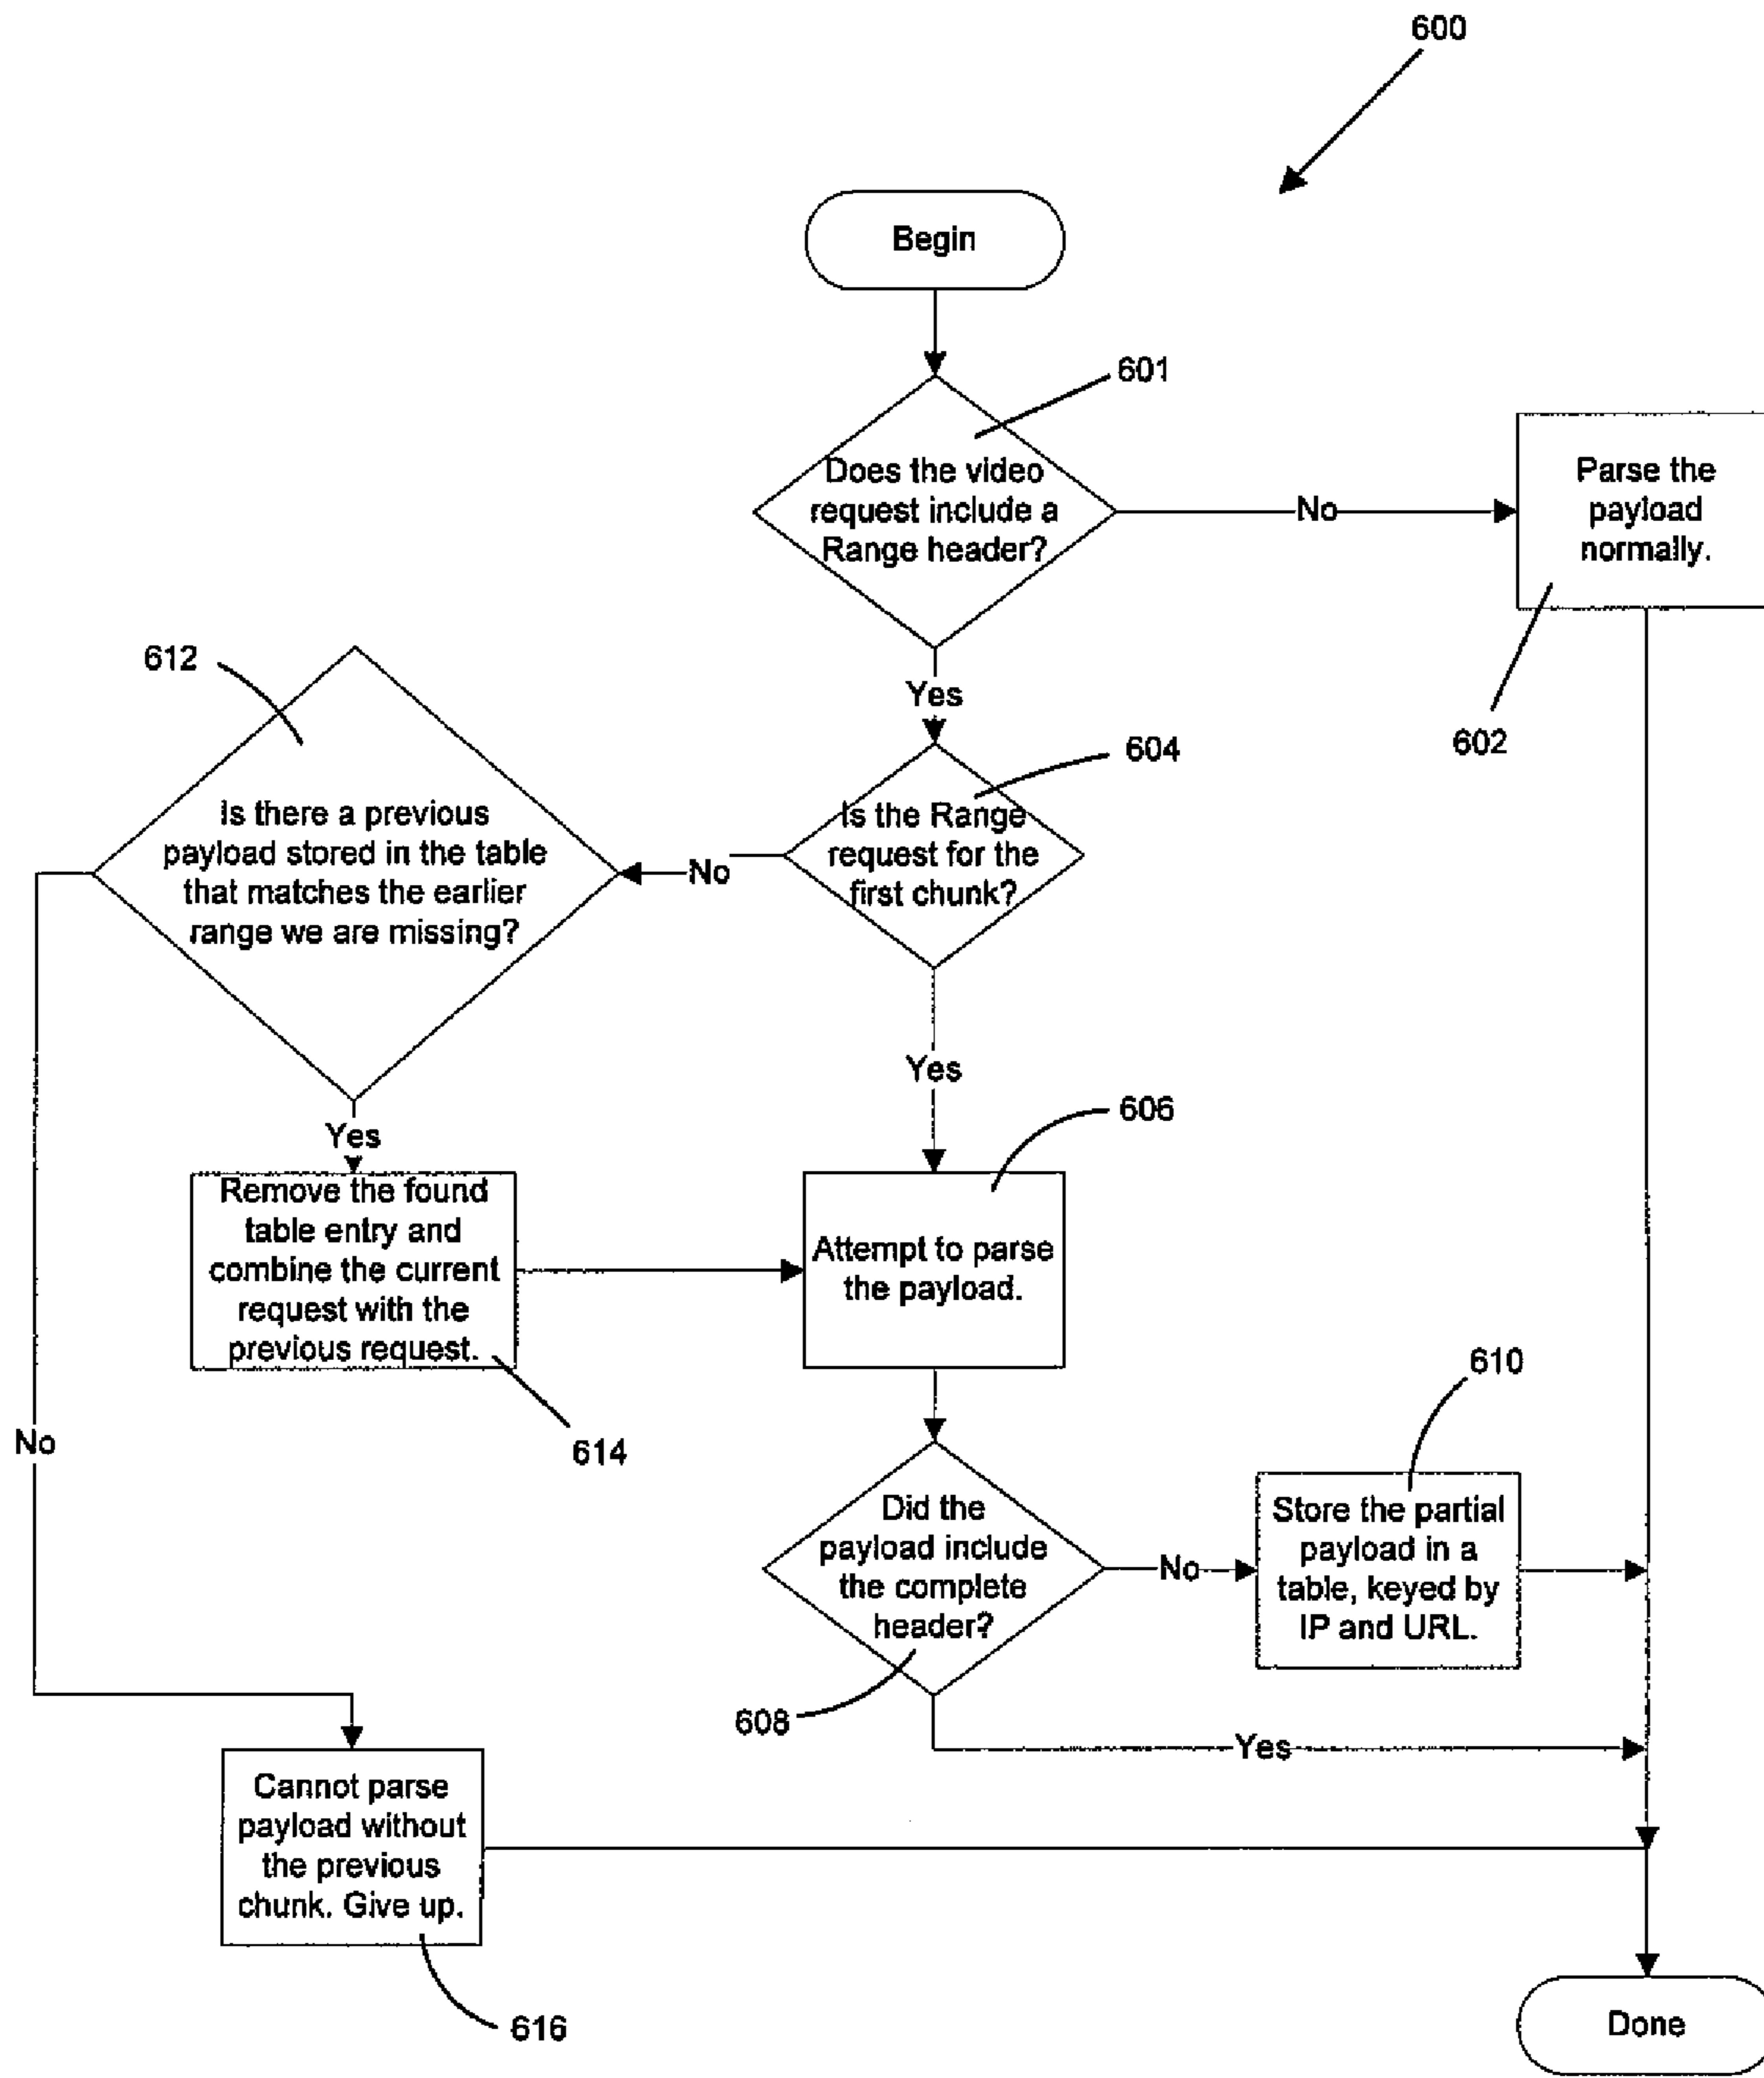 600
Begin
601
Does the video
request include a
Range header?
No
Parse the
payload
normally.
602
Yes
612
604
Is there a previous
payload stored in the table
that matches the earlier
range we are missing?
No
Is the Range
request for the
first chunk?
Yes
Yes
606
Remove the found
table entry and
combine the current
request with the
previous request.
Attempt to parse
the payload.
614
No
610
Did the
payload include
the complete
header?
No
Store the partial
payload in a
table, keyed by
IP and URL.
608
Yes
Cannot parse
payload without
the previous
chunk. Give up.
616
Done